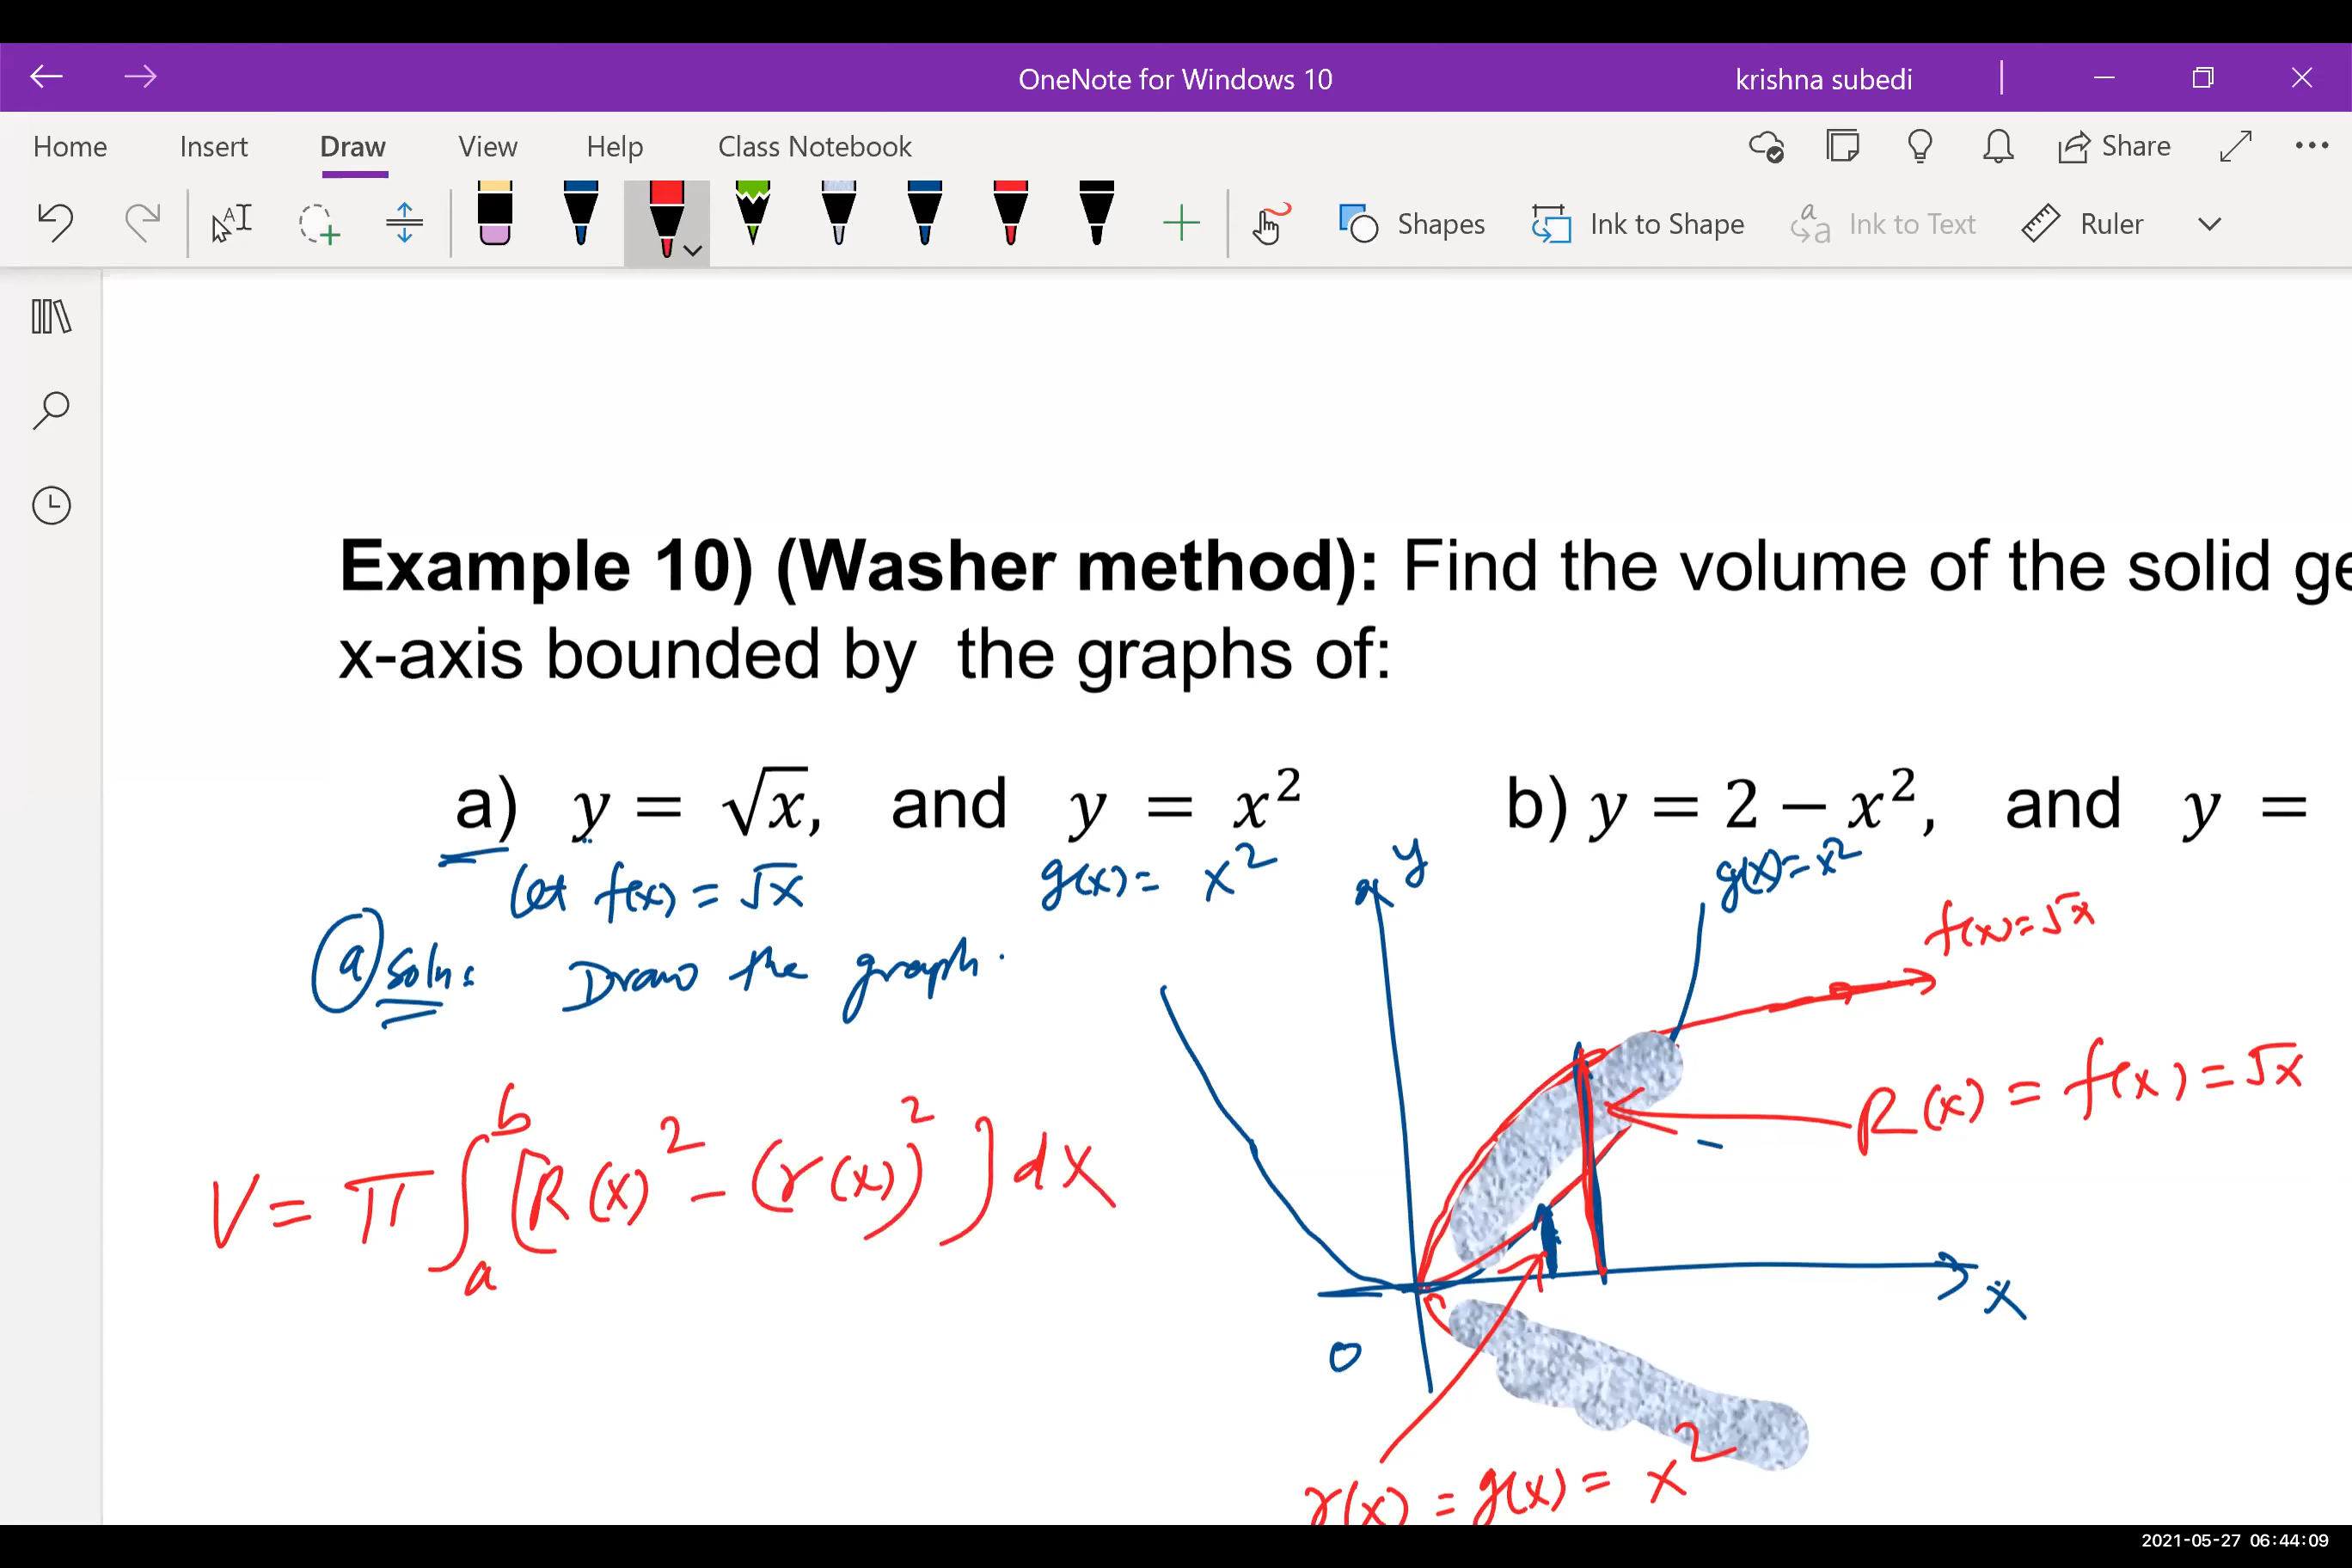 OneNote for Windows 10 krishna subedi
Home Insert Draw View Help Class Notebook Share
Shapes Ink to Shape Ink to Text Ruler
Example 10) (Washer method): Find the volume of the solid ge
x-axis bounded by the graphs of:
a) y = √x, and y = x² b) y = 2 − x², and y =
let f(x) = √x g(x) = x²
y
g(x) = x²
f(x) = √x
(a) soln: Draw the graph.
R(x) = f(x) = √x
V = π ∫_a^b [R(x)² − (r(x))²] dx
x
0
r(x) = g(x) = x²
2021-05-27 06:44:09